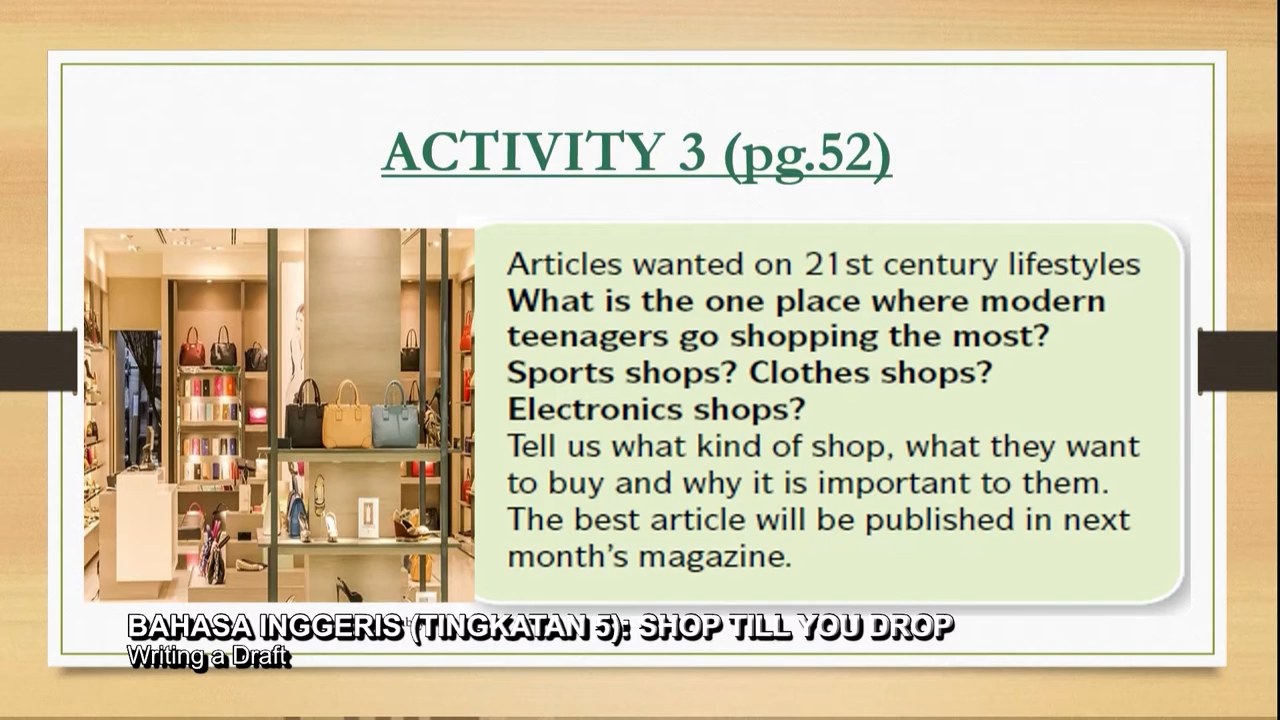 ACTIVITY 3 (pg.52)
Articles wanted on 21st century lifestyles
What is the one place where modern
teenagers go shopping the most?
Sports shops? Clothes shops?
Electronics shops?
Tell us what kind of shop, what they want
to buy and why it is important to them.
The best article will be published in next
month's magazine.
BAHASA INGGERIS (TINGKATAN 5): SHOP TILL YOU DROP
Writing a Draft